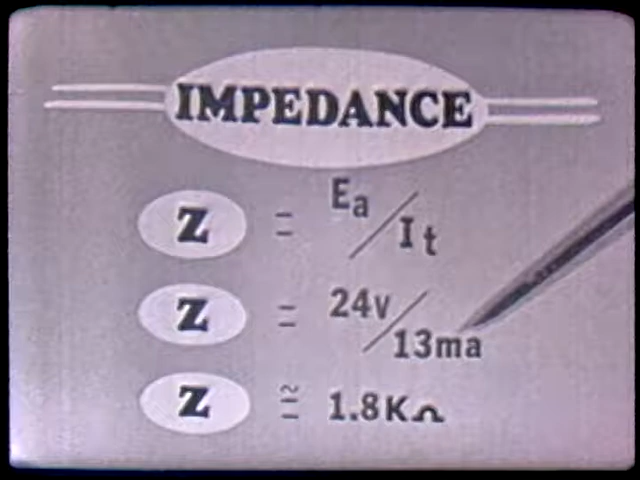 IMPEDANCE
Z = Ea/It
Z = 24v/13ma
Z ≅ 1.8KΩ